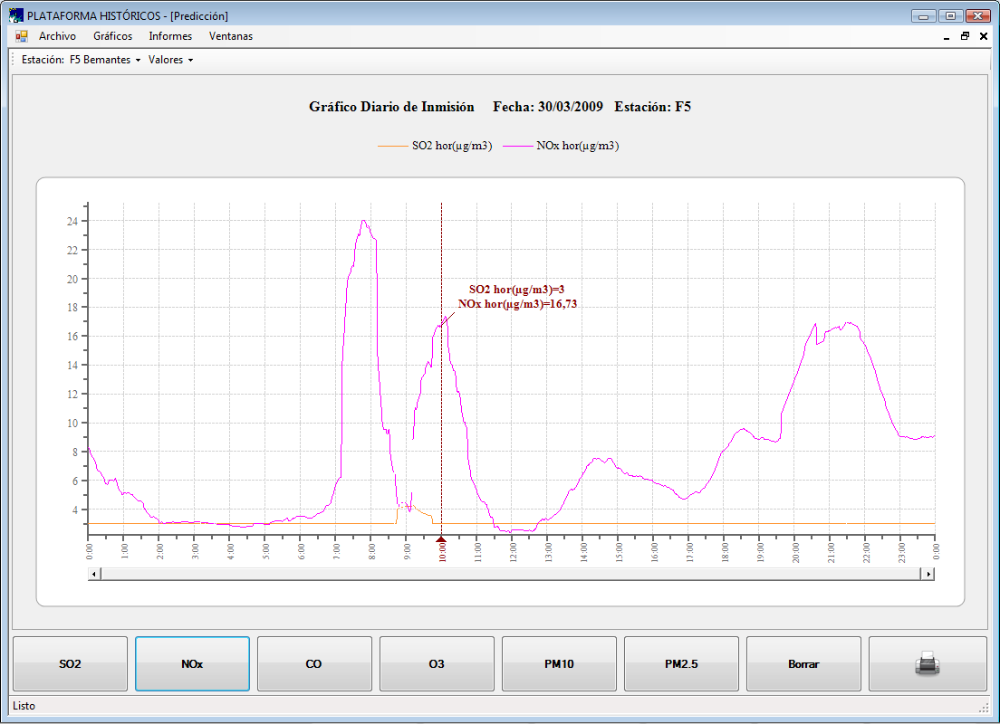 PLATAFORMA HISTÓRICOS - [Predicción]
Archivo Gráficos Informes Ventanas
Estación: F5 Bemantes Valores
Gráfico Diario de Inmisión Fecha: 30/03/2009 Estación: F5
SO2 hor(µg/m3) NOx hor(µg/m3)
24
22
20
18
16
14
12
10
8
6
4
SO2 hor(µg/m3)=3
NOx hor(µg/m3)=16,73
0:00 1:00 2:00 3:00 4:00 5:00 6:00 7:00 8:00 9:00 10:00 11:00 12:00 13:00 14:00 15:00 16:00 17:00 18:00 19:00 20:00 21:00 22:00 23:00 0:00
SO2 NOx CO O3 PM10 PM2.5 Borrar
Listo